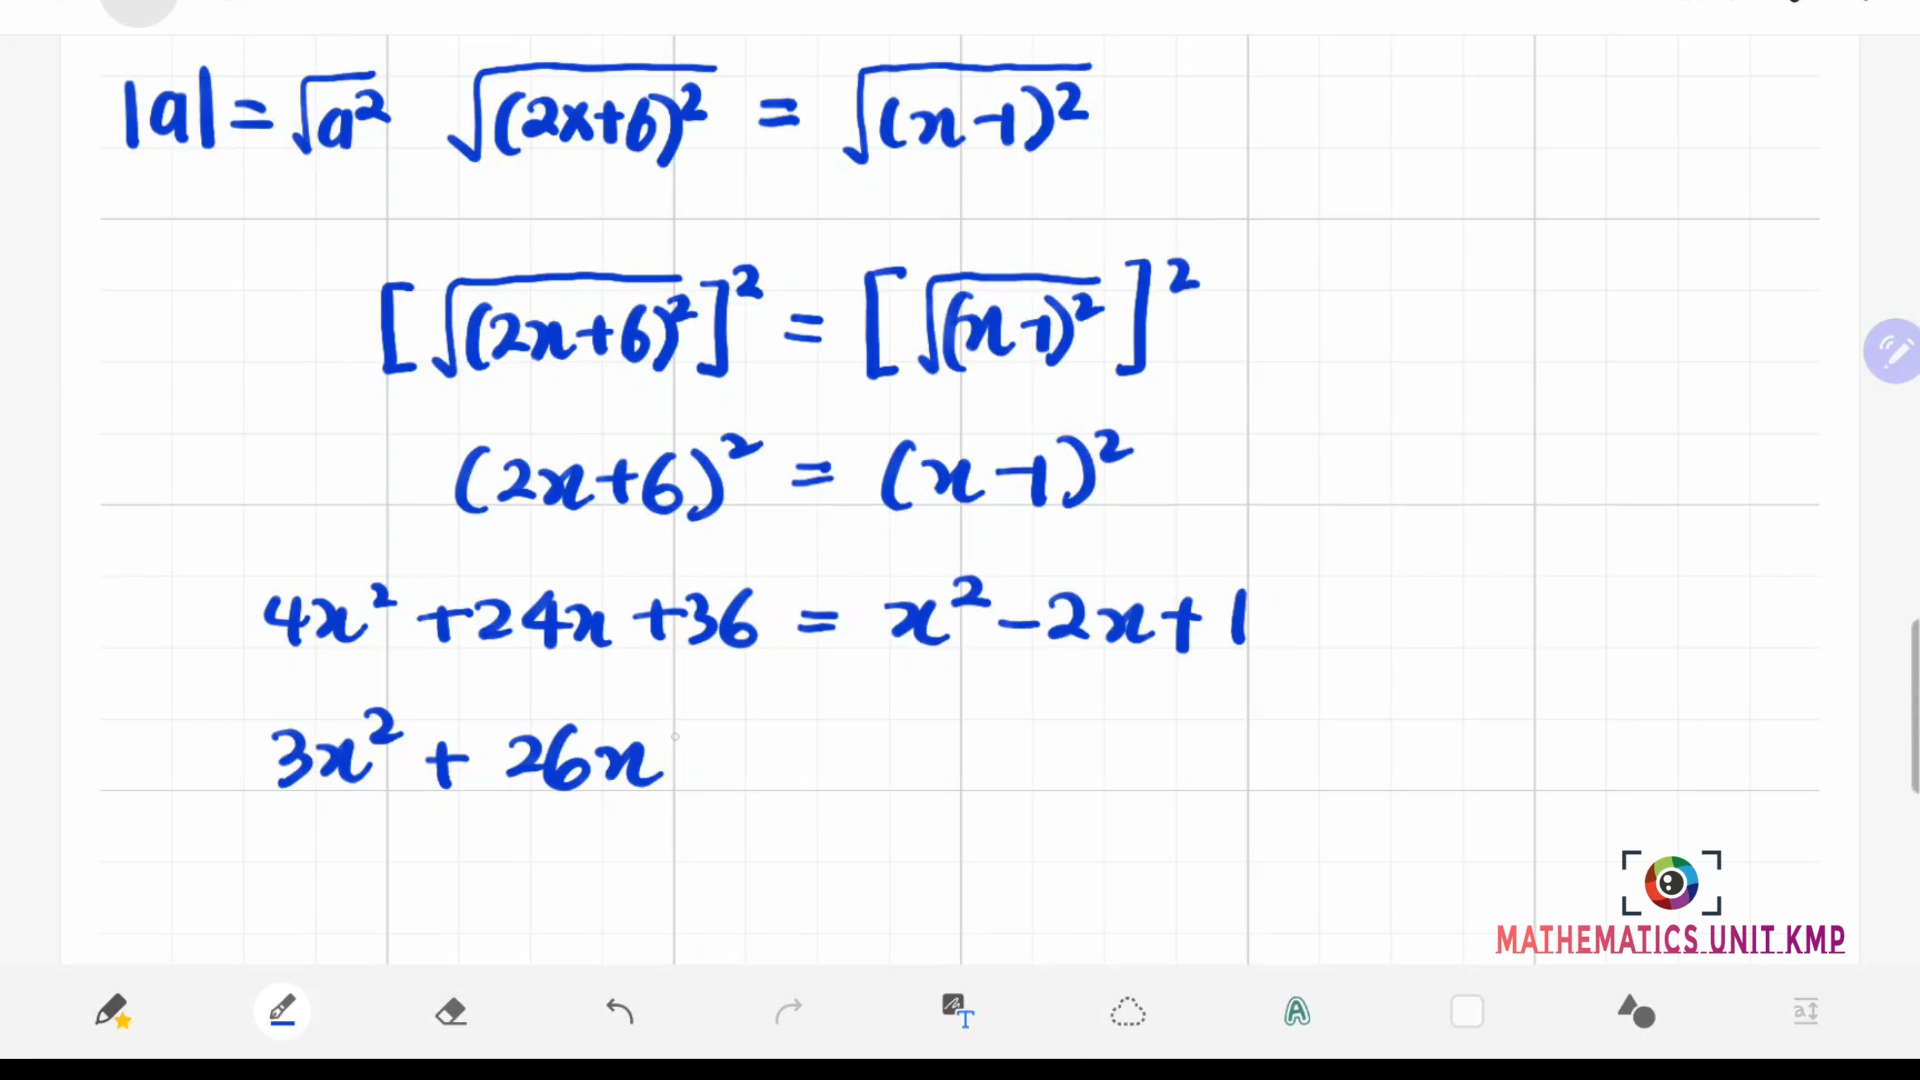 |a| = √a² √(2x+6)² = √(x-1)²
[√(2x+6)²]² = [√(x-1)²]²
(2x+6)² = (x-1)²
4x² + 24x + 36 = x² - 2x + 1
3x² + 26x
MATHEMATICS UNIT KMP